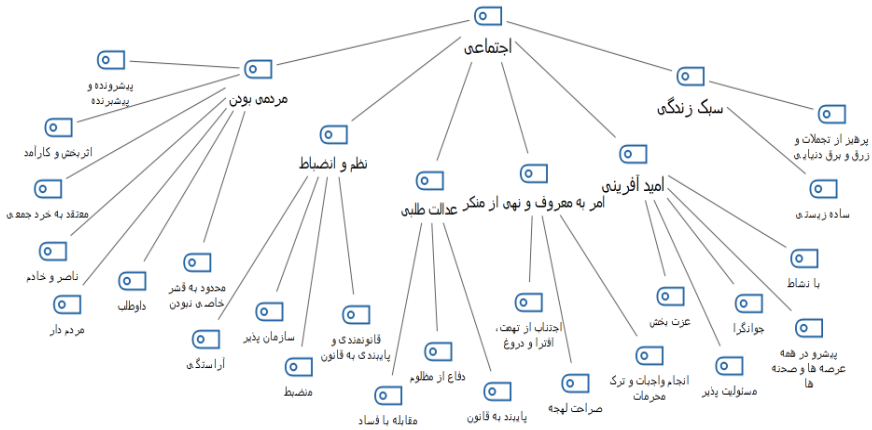 اجتماعی
سبک زندگی
پرهیز از تجملات و
زرق و برق دنیایی
ساده زیستی
امید آفرینی
با نشاط
پیشرو در همه
عرصه ها و صحنه
ها
جوانگرا
مسئولیت پذیر
عزت بخش
امر به معروف و نهی از منکر
انجام واجبات و ترک
محرمات
صراحت لهجه
اجتناب از تهمت،
افترا و دروغ
عدالت طلبی
پایبند به قانون
دفاع از مظلوم
مقابله با فساد
نظم و انضباط
قانونمندی و
پایبندی به قانون
منضبط
سازمان پذیر
آراستگی
مردمی بودن
محدود به قشر
خاصی نبودن
داوطلب
مردم دار
ناصر و خادم
معتقد به خرد جمعی
اثربخش و کارآمد
پیشرونده و
پیشبرنده